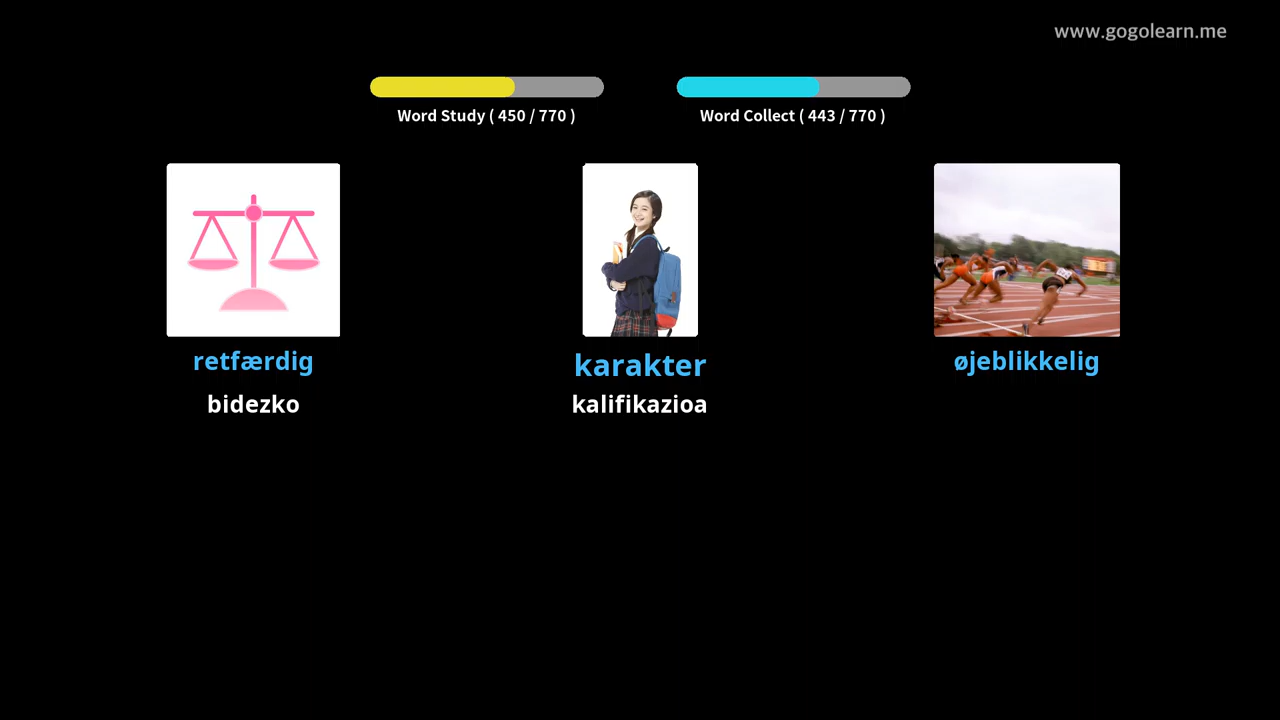 www.gogolearn.me
Word Study ( 450 / 770 )
Word Collect ( 443 / 770 )
retfærdig
karakter
øjeblikkelig
bidezko
kalifikazioa